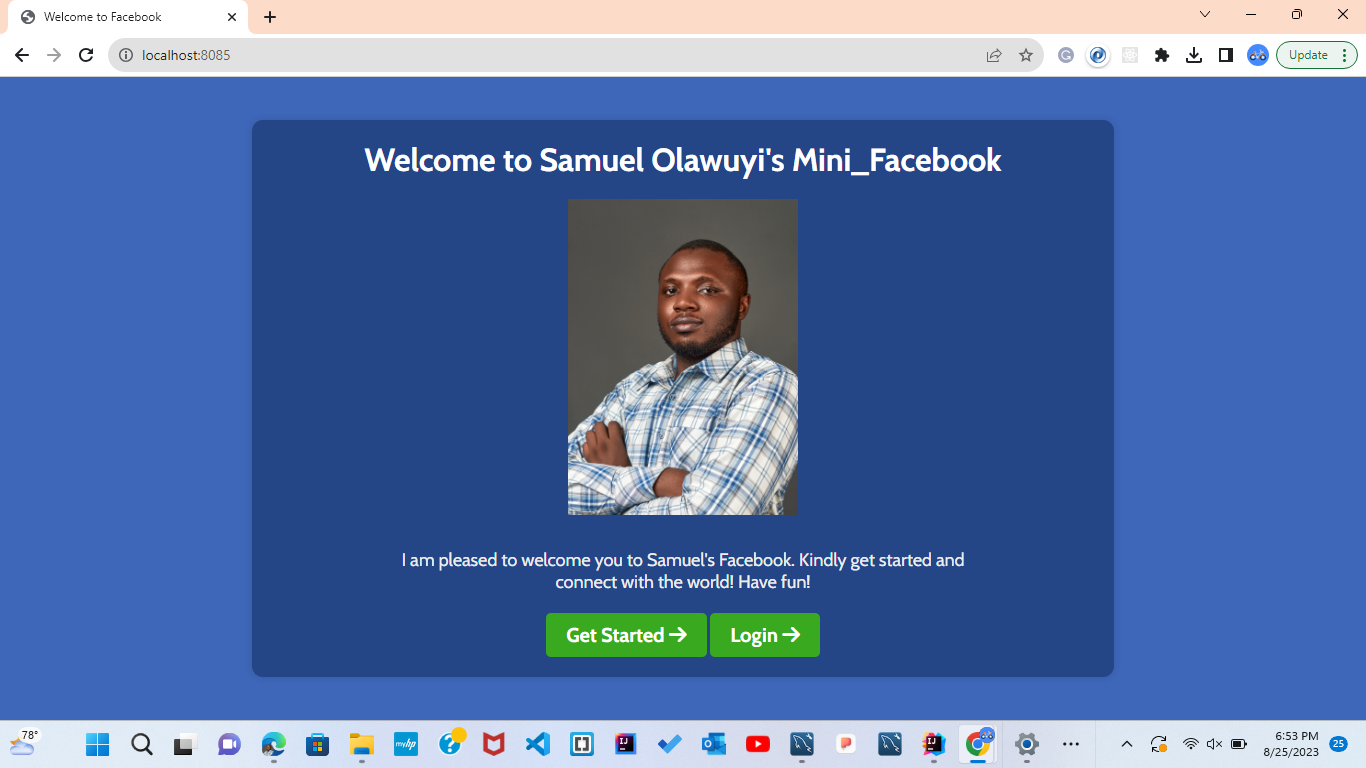 Welcome to Facebook
localhost:8085
Update
Welcome to Samuel Olawuyi's Mini_Facebook
I am pleased to welcome you to Samuel's Facebook. Kindly get started and
connect with the world! Have fun!
Get Started
Login
78°
myhp
6:53 PM
8/25/2023
25